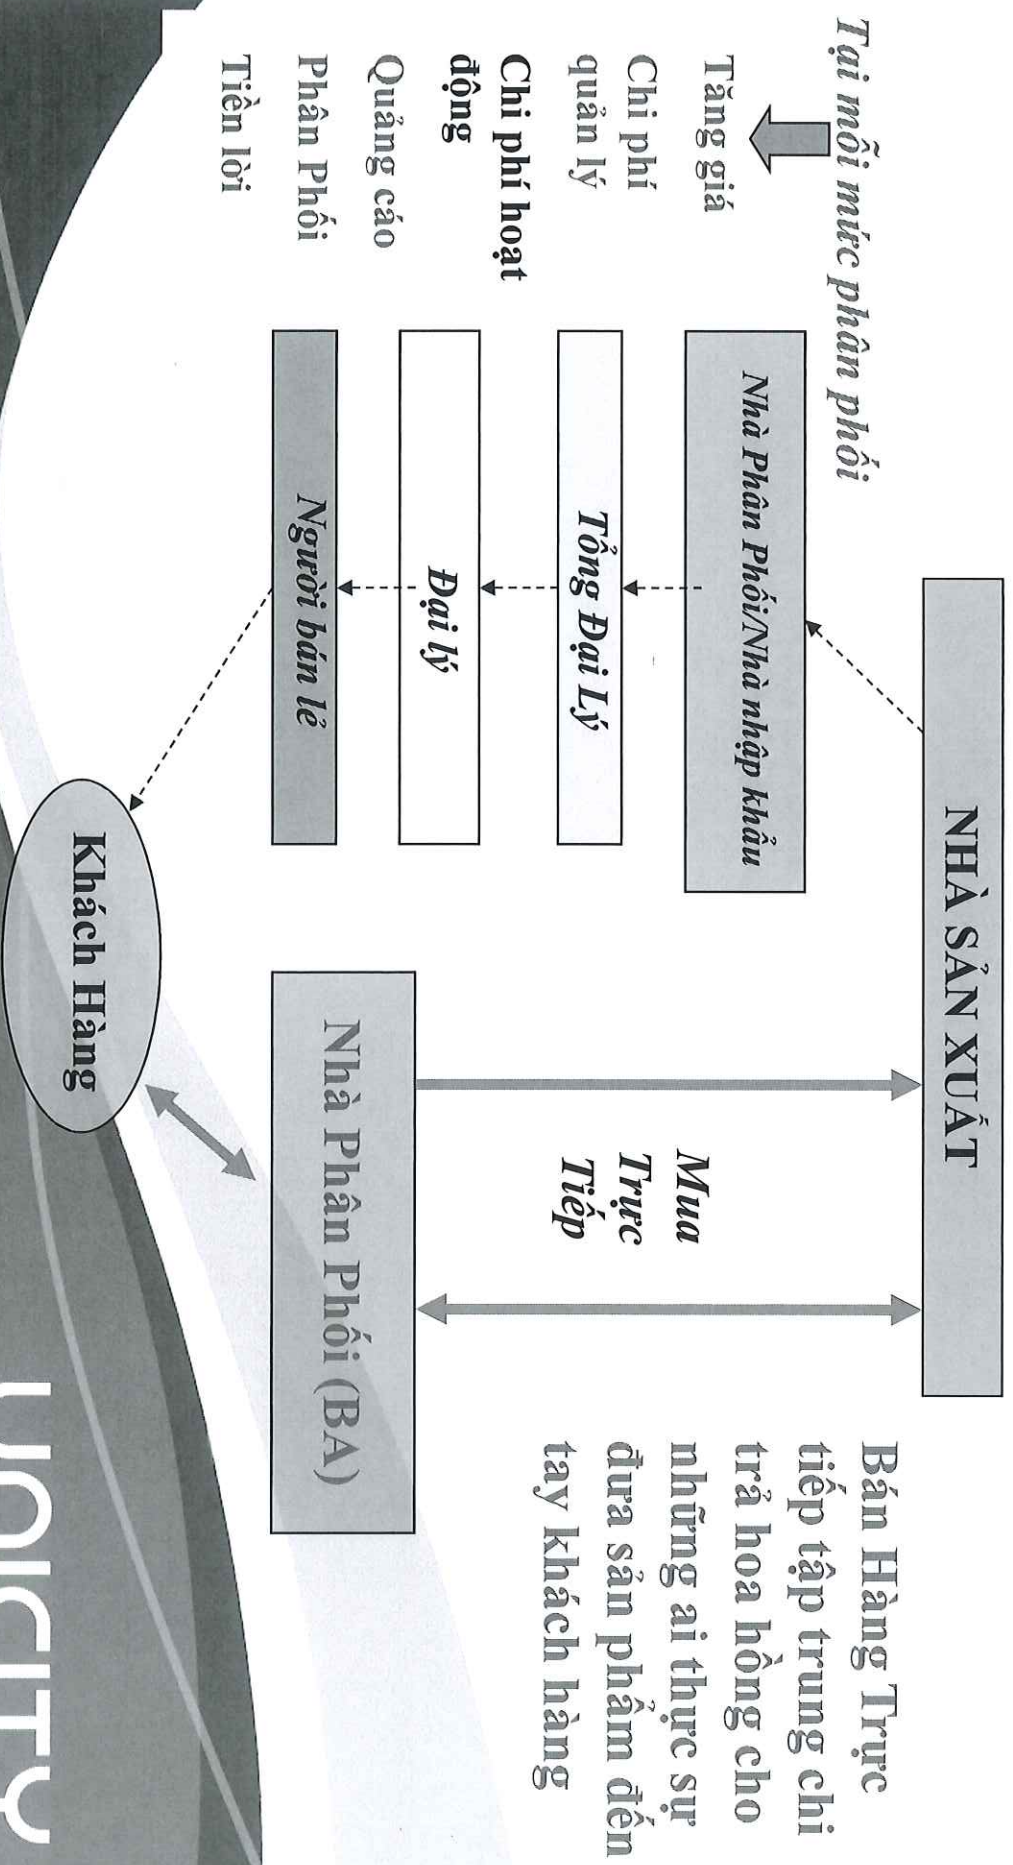 NHÀ SẢN XUẤT
Tại mỗi mức phân phối
Tăng giá
Chi phí
quản lý
Chi phí hoạt
động
Quảng cáo
Phân Phối
Tiền lời
Nhà Phân Phối/Nhà nhập khẩu
Tổng Đại Lý
Đại lý
Người bán lẻ
Mua
Trực
Tiếp
Bán Hàng Trực
tiếp tập trung chi
trả hoa hồng cho
những ai thực sự
đưa sản phẩm đến
tay khách hàng
Nhà Phân Phối (BA)
Khách Hàng
UNICITY